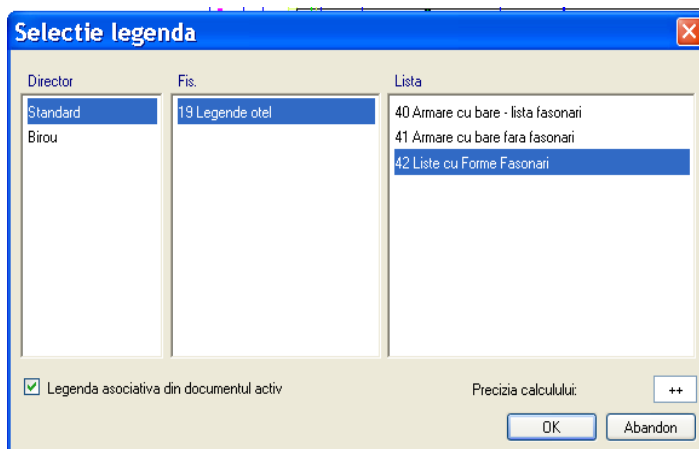 Selectie legenda
Director
Fis.
Lista
Standard
Birou
19 Legende otel
40 Armare cu bare - lista fasonari
41 Armare cu bare fara fasonari
42 Liste cu Forme Fasonari
Legenda asociativa din documentul activ
Precizia calculului:
++
OK
Abandon